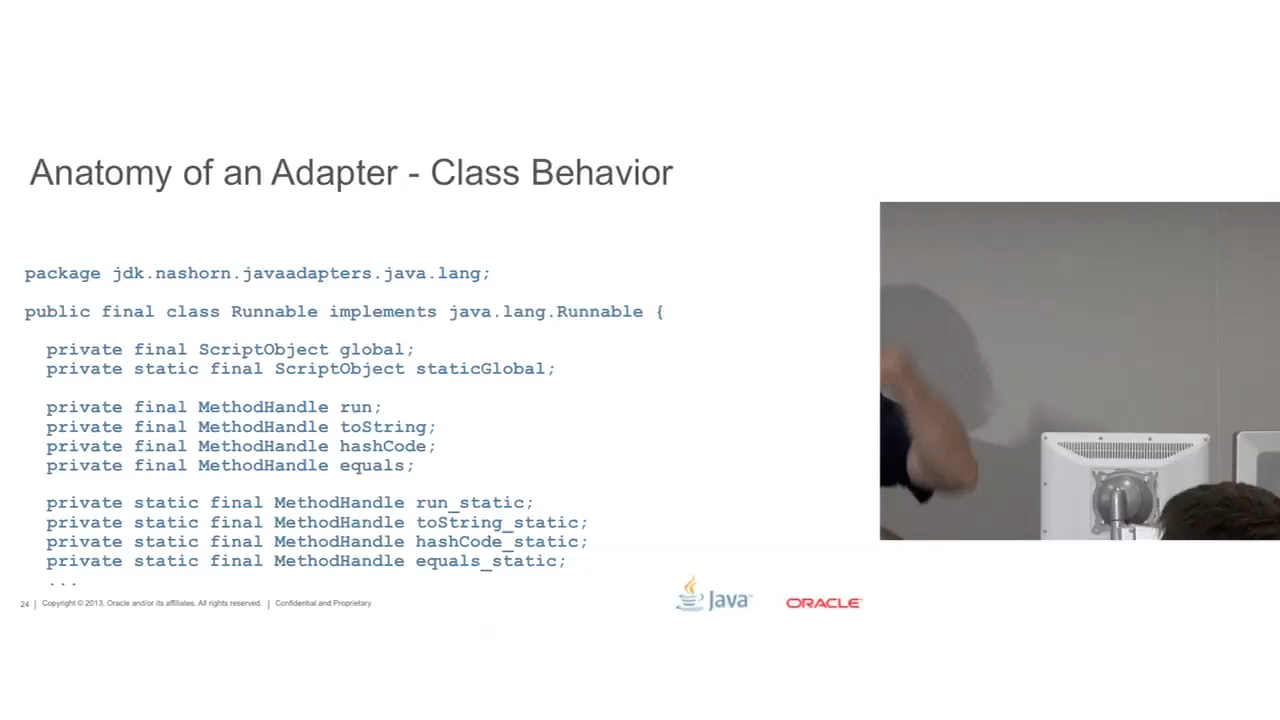 Anatomy of an Adapter - Class Behavior
package jdk.nashorn.javaadapters.java.lang;
public final class Runnable implements java.lang.Runnable {
private final ScriptObject global;
private static final ScriptObject staticGlobal;
private final MethodHandle run;
private final MethodHandle toString;
private final MethodHandle hashCode;
private final MethodHandle equals;
private static final MethodHandle run_static;
private static final MethodHandle toString_static;
private static final MethodHandle hashCode_static;
private static final MethodHandle equals_static;
...
24 | Copyright © 2013, Oracle and/or its affiliates. All rights reserved. | Confidential and Proprietary
Java™
ORACLE